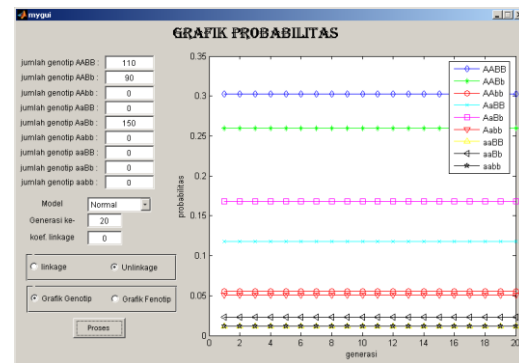 mygui
GRAFIK PROBABILITAS
jumlah genotip AABB : 110
jumlah genotip AABb : 90
jumlah genotip AAbb : 0
jumlah genotip AaBB : 0
jumlah genotip AaBb : 150
jumlah genotip Aabb : 0
jumlah genotip aaBB : 0
jumlah genotip aaBb : 0
jumlah genotip aabb : 0
Model Normal
Generasi ke- 20
koef. linkage 0
linkage Unlinkage
Grafik Genotip Grafik Fenotip
Proses
probabilitas
0.35
0.3
0.25
0.2
0.15
0.1
0.05
0
0 2 4 6 8 10 12 14 16 18 20
generasi
AABB
AABb
AAbb
AaBB
AaBb
Aabb
aaBB
aaBb
aabb